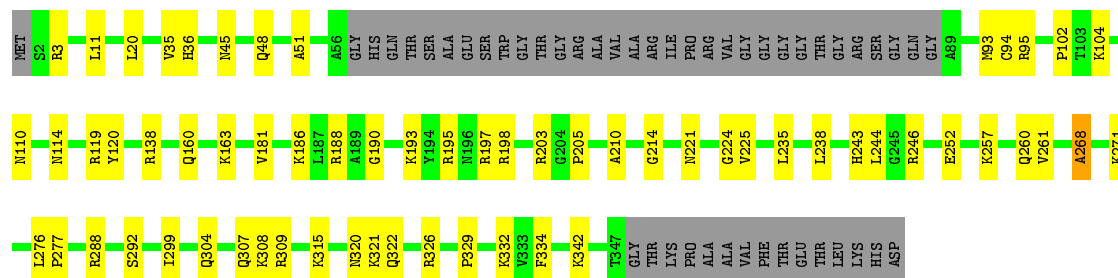 MET S2 R3 L11 L20 V35 H36 N45 Q48 A51 A56 GLY HIS GLN THR SER ALA GLU SER TRP GLY THR GLY ARG ALA VAL ALA ARG ILE PRO ARG VAL GLY GLY GLY GLY THR GLY ARG SER GLY GLN GLY A89 M93 C94 R95 P102 T103 K104
N110 N114 R119 Y120 R138 Q160 K163 V181 K186 L187 R188 A189 G190 K193 Y194 R195 N196 R197 R198 R203 G204 P205 A210 G214 N221 G224 V225 L235 L238 H243 L244 G245 R246 E252 K257 Q260 V261 A268
L276 P277 R288 S292 I299 Q304 Q307 K308 R309 K315 N320 K321 Q322 R326 P329 K332 V333 F334 K342 T347 GLY THR LYS PRO ALA ALA VAL PHE THR GLU THR LEU LYS HIS ASP